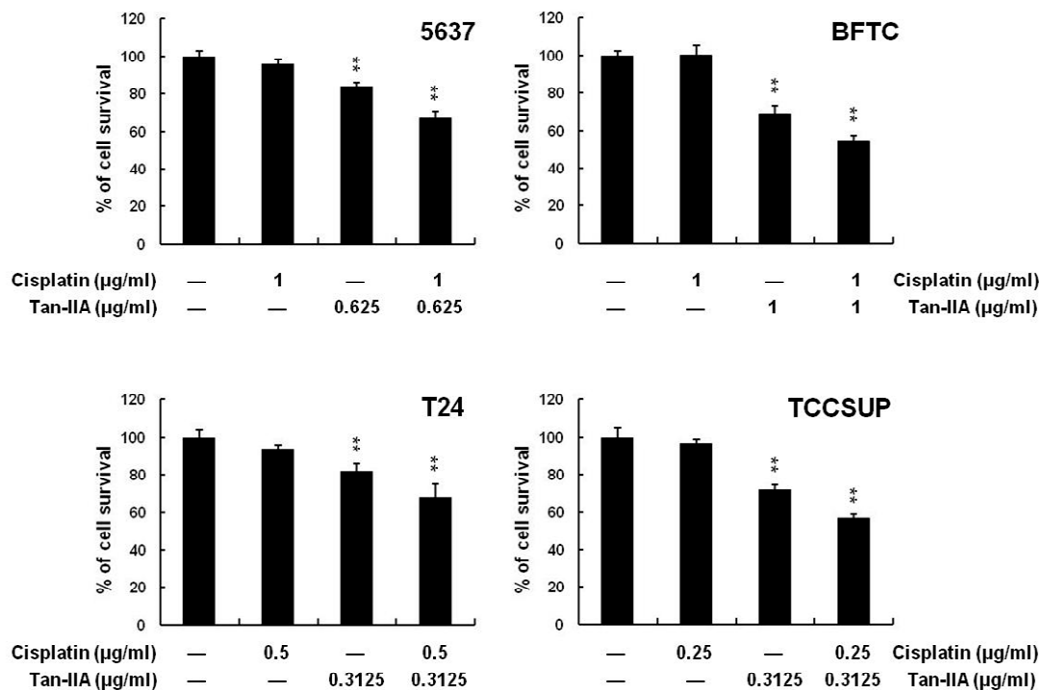 5637
% of cell survival
120
100
80
60
40
20
0
**
**
Cisplatin (µg/ml) — 1 — 1
Tan-IIA (µg/ml) — — 0.625 0.625
BFTC
% of cell survival
120
100
80
60
40
20
0
**
**
— 1 — 1 Cisplatin (µg/ml)
— — 1 1 Tan-IIA (µg/ml)
T24
% of cell survival
120
100
80
60
40
20
0
**
**
Cisplatin (µg/ml) — 0.5 — 0.5
Tan-IIA (µg/ml) — — 0.3125 0.3125
TCCSUP
% of cell survival
120
100
80
60
40
20
0
**
**
— 0.25 — 0.25 Cisplatin (µg/ml)
— — 0.3125 0.3125 Tan-IIA (µg/ml)